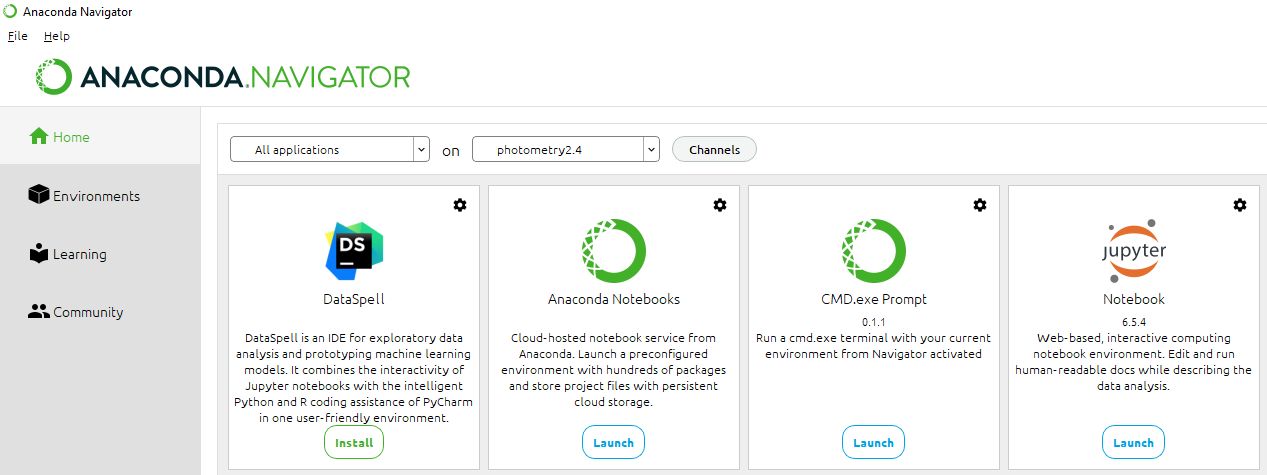 Anaconda Navigator
File Help
ANACONDA.NAVIGATOR
Home
Environments
Learning
Community
All applications on photometry2.4 Channels
DS
DataSpell
DataSpell is an IDE for exploratory data
analysis and prototyping machine learning
models. It combines the interactivity of
Jupyter notebooks with the intelligent
Python and R coding assistance of PyCharm
in one user-friendly environment.
Install
Anaconda Notebooks
Cloud-hosted notebook service from
Anaconda. Launch a preconfigured
environment with hundreds of packages
and store project files with persistent
cloud storage.
Launch
CMD.exe Prompt
0.1.1
Run a cmd.exe terminal with your current
environment from Navigator activated
Launch
jupyter
Notebook
6.5.4
Web-based, interactive computing
notebook environment. Edit and run
human-readable docs while describing the
data analysis.
Launch